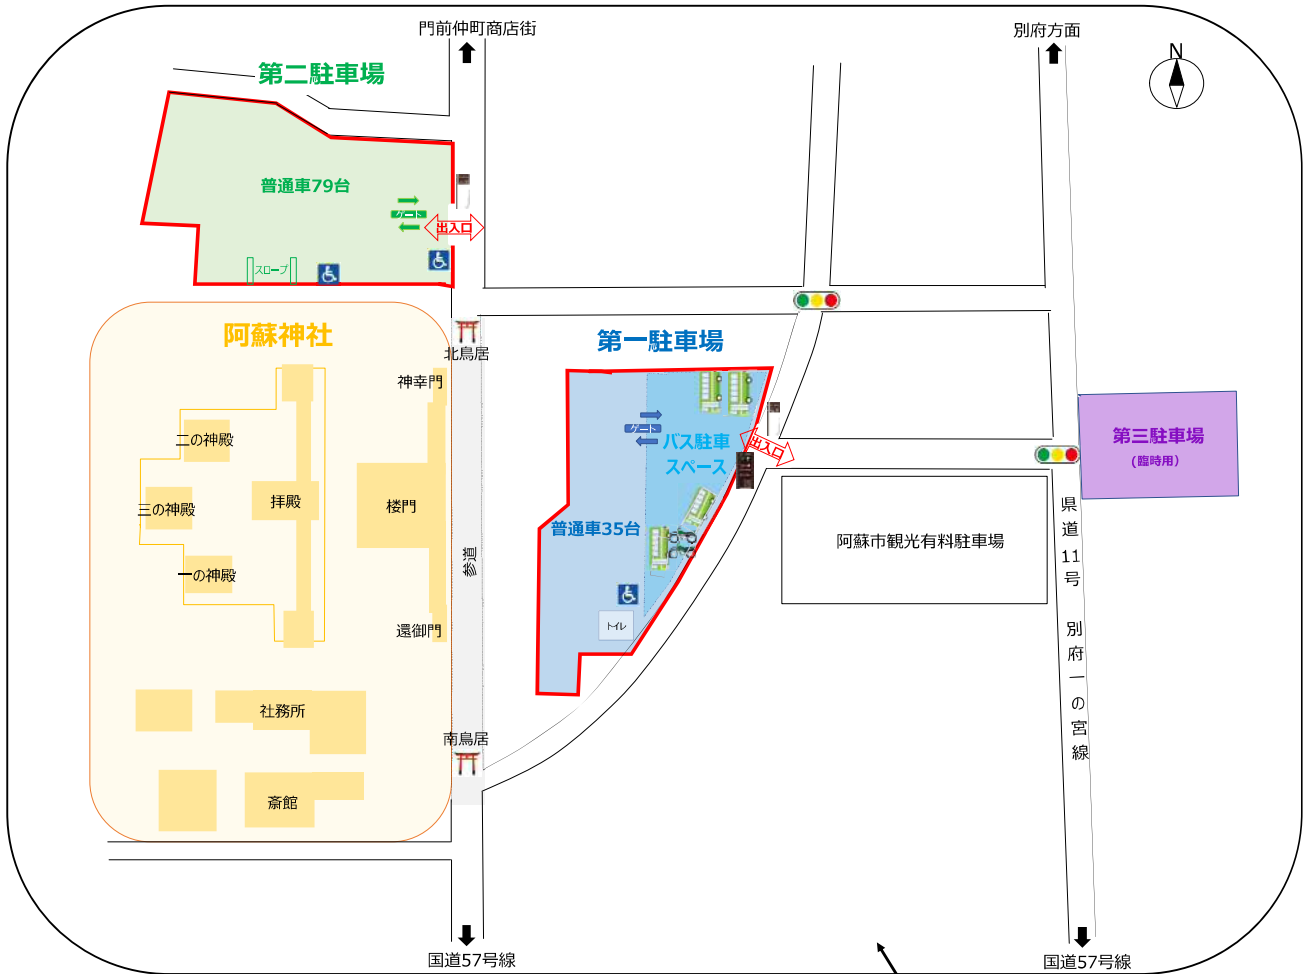 門前仲町商店街
別府方面
N
第二駐車場
普通車79台
ゲート
出入口
スロープ
阿蘇神社
北鳥居
神幸門
二の神殿
三の神殿
拝殿
楼門
一の神殿
還御門
参道
社務所
南鳥居
斎館
第一駐車場
ゲート
バス駐車
スペース
出入口
普通車35台
トイレ
阿蘇市観光有料駐車場
第三駐車場
(臨時用)
県道11号 別府一の宮線
国道57号線
国道57号線